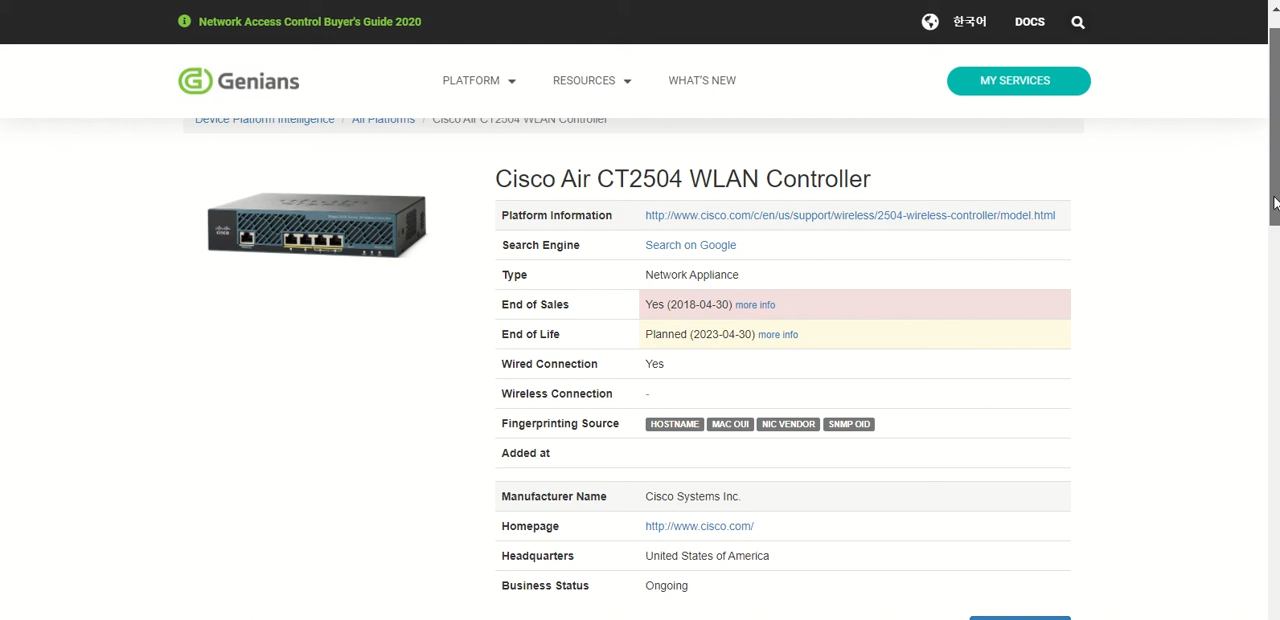 Network Access Control Buyer's Guide 2020
한국어 DOCS
Genians PLATFORM RESOURCES WHAT'S NEW MY SERVICES
Device Platform Intelligence / All Platforms / Cisco Air CT2504 WLAN Controller
Cisco Air CT2504 WLAN Controller
Platform Information http://www.cisco.com/c/en/us/support/wireless/2504-wireless-controller/model.html
Search Engine Search on Google
Type Network Appliance
End of Sales Yes (2018-04-30) more info
End of Life Planned (2023-04-30) more info
Wired Connection Yes
Wireless Connection -
Fingerprinting Source HOSTNAME MAC OUI NIC VENDOR SNMP OID
Added at
Manufacturer Name Cisco Systems Inc.
Homepage http://www.cisco.com/
Headquarters United States of America
Business Status Ongoing